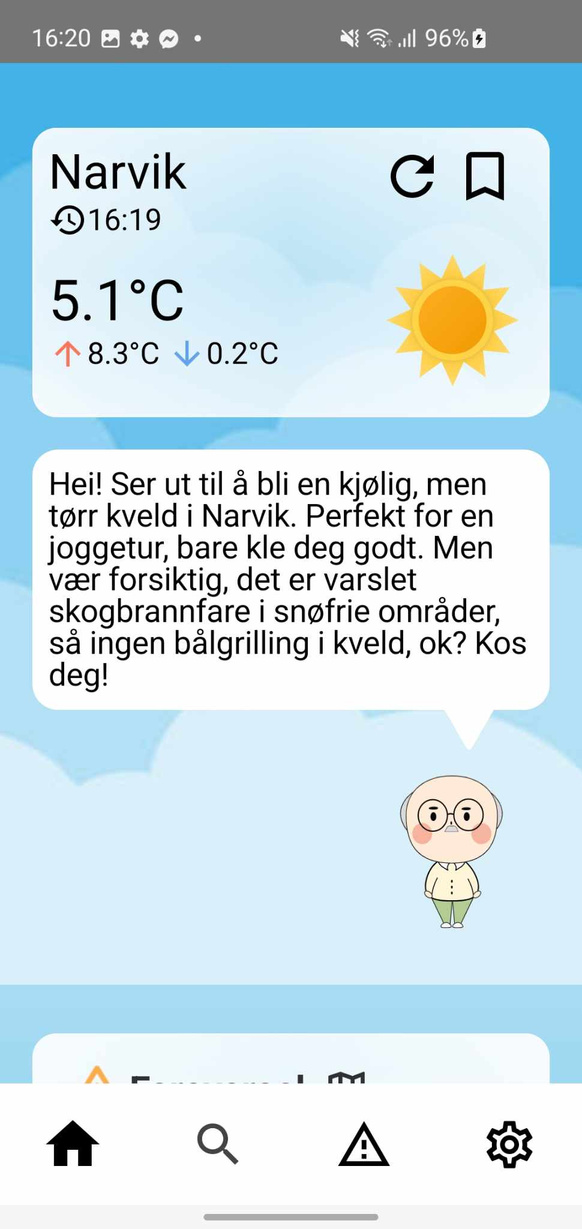 16:20
96%
Narvik
16:19
5.1°C
8.3°C 0.2°C
Hei! Ser ut til å bli en kjølig, men
tørr kveld i Narvik. Perfekt for en
joggetur, bare kle deg godt. Men
vær forsiktig, det er varslet
skogbrannfare i snøfrie områder,
så ingen bålgrilling i kveld, ok? Kos
deg!